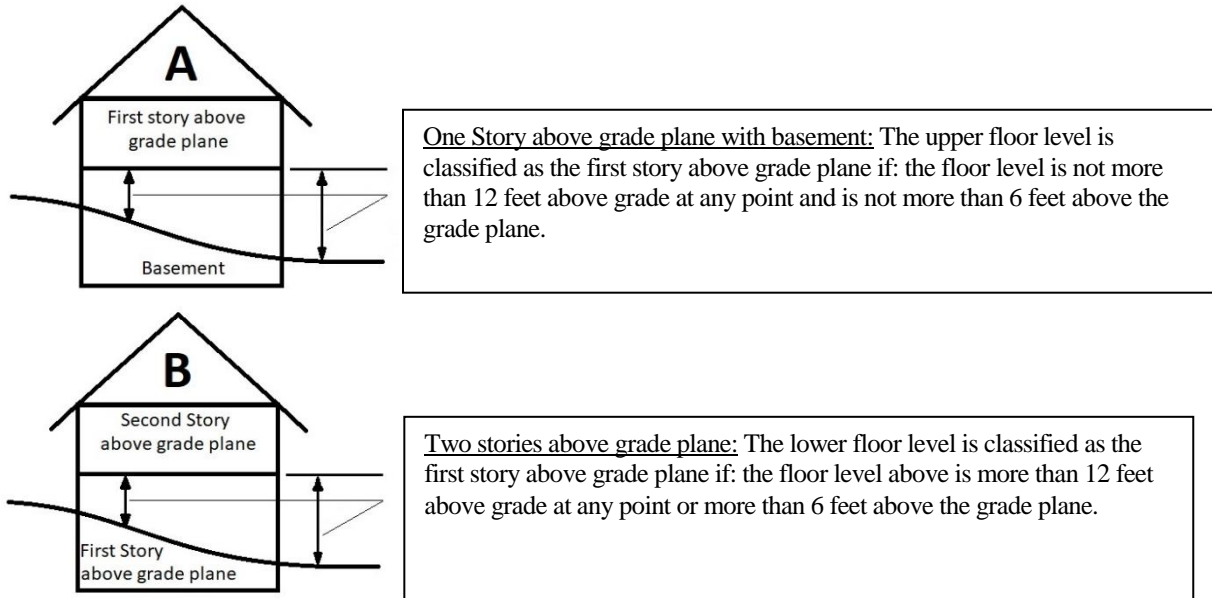 A
First story above
grade plane
Basement
One Story above grade plane with basement: The upper floor level is
classified as the first story above grade plane if: the floor level is not more
than 12 feet above grade at any point and is not more than 6 feet above the
grade plane.
B
Second Story
above grade plane
First Story
above grade plane
Two stories above grade plane: The lower floor level is classified as the
first story above grade plane if: the floor level above is more than 12 feet
above grade at any point or more than 6 feet above the grade plane.